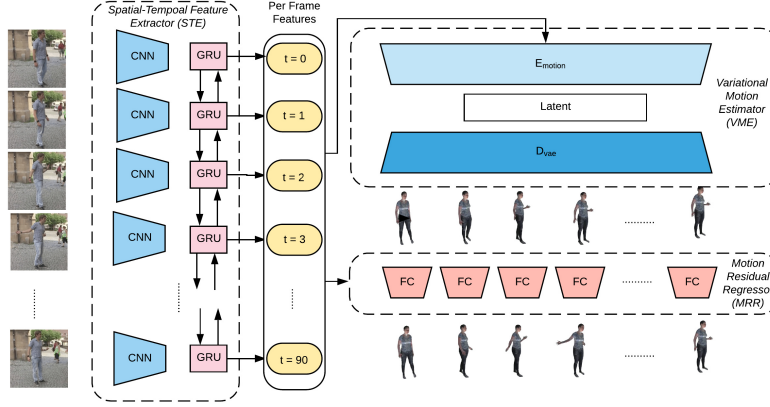 Spatial-Tempoal Feature
Extractor (STE)
Per Frame
Features
CNN
GRU
t = 0
CNN
GRU
t = 1
CNN
GRU
t = 2
CNN
GRU
t = 3
CNN
GRU
t = 90
Emotion
Latent
Dvae
Variational
Motion
Estimator
(VME)
FC
FC
FC
FC
FC
Motion
Residual
Regressor
(MRR)